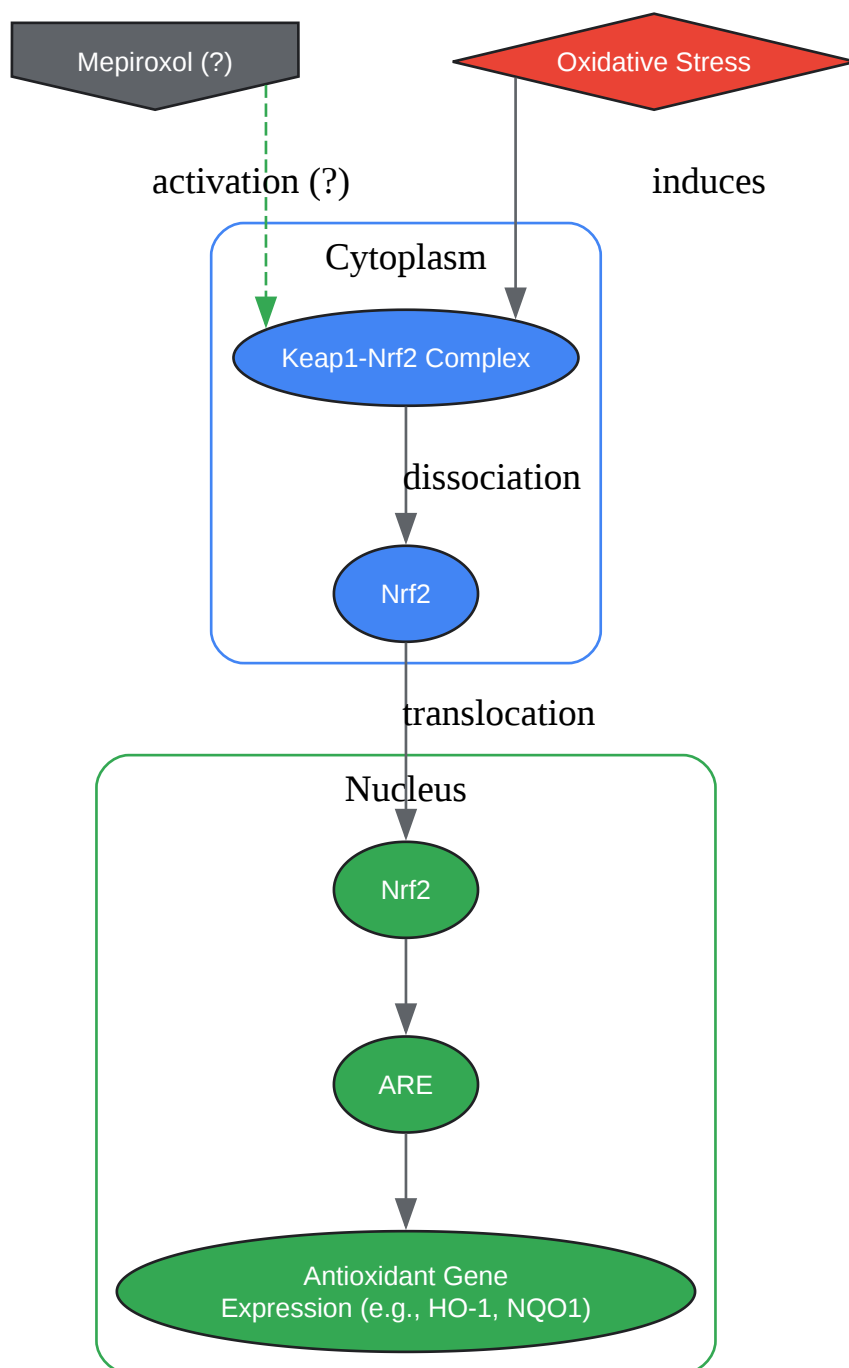 Mepiroxol (?)
Oxidative Stress
activation (?)
induces
Cytoplasm
Keap1-Nrf2 Complex
dissociation
Nrf2
translocation
Nucleus
Nrf2
ARE
Antioxidant Gene
Expression (e.g., HO-1, NQO1)